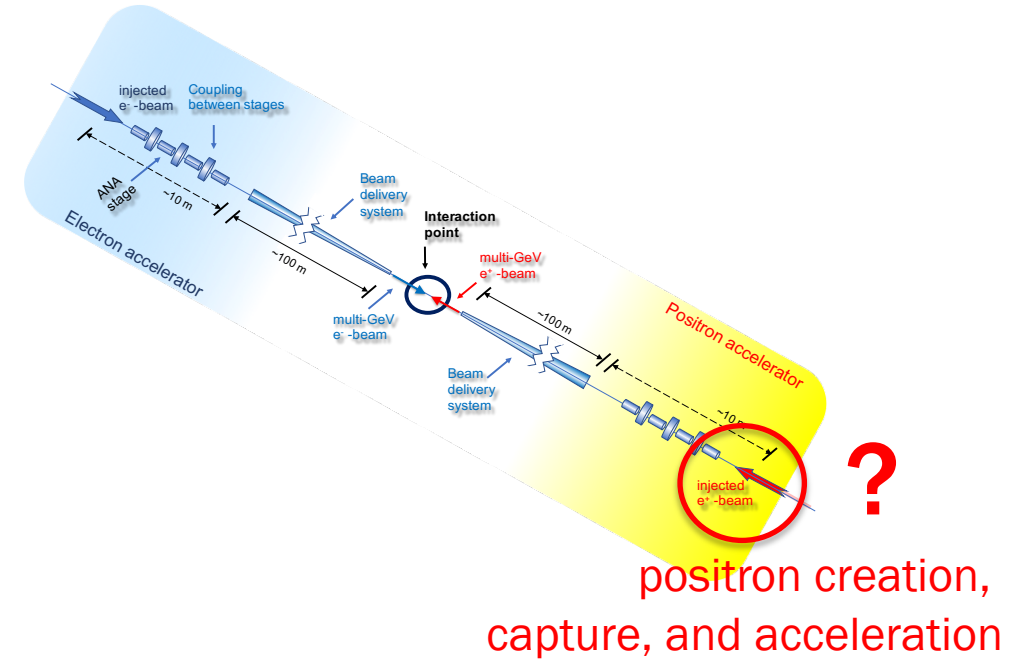 injected
e⁻ -beam
Coupling
between stages
ANA
stage
~10 m
Electron accelerator
Beam
delivery
system
~100 m
Interaction
point
multi-GeV
e⁺ -beam
multi-GeV
e⁻ -beam
~100 m
Positron accelerator
Beam
delivery
system
~10 m
injected
e⁺ -beam
?
positron creation,
capture, and acceleration